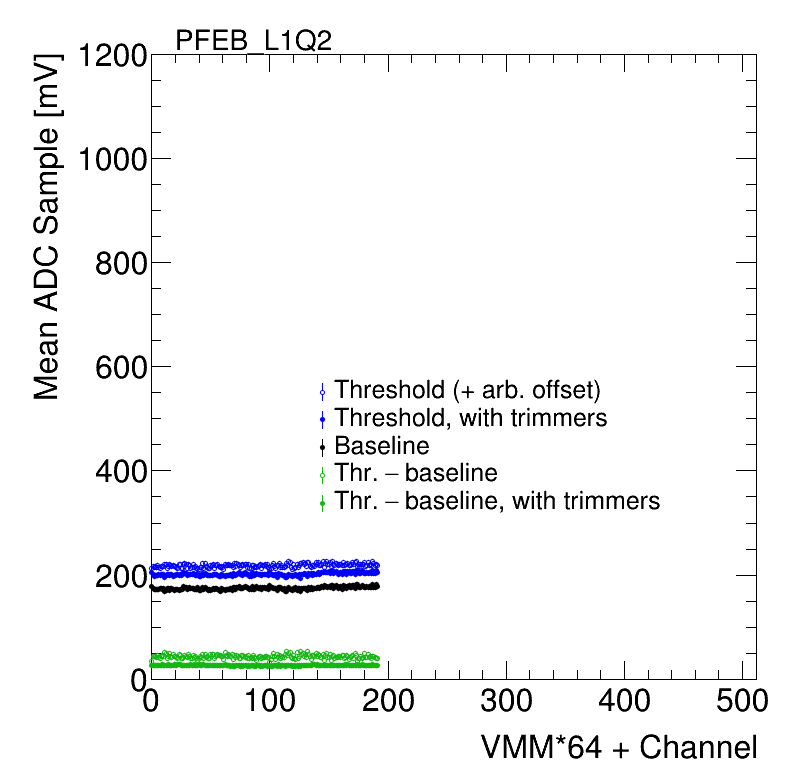 PFEB_L1Q2
Mean ADC Sample [mV]
1200
1000
800
600
400
200
0
Threshold (+ arb. offset)
Threshold, with trimmers
Baseline
Thr. – baseline
Thr. – baseline, with trimmers
0 100 200 300 400 500
VMM*64 + Channel